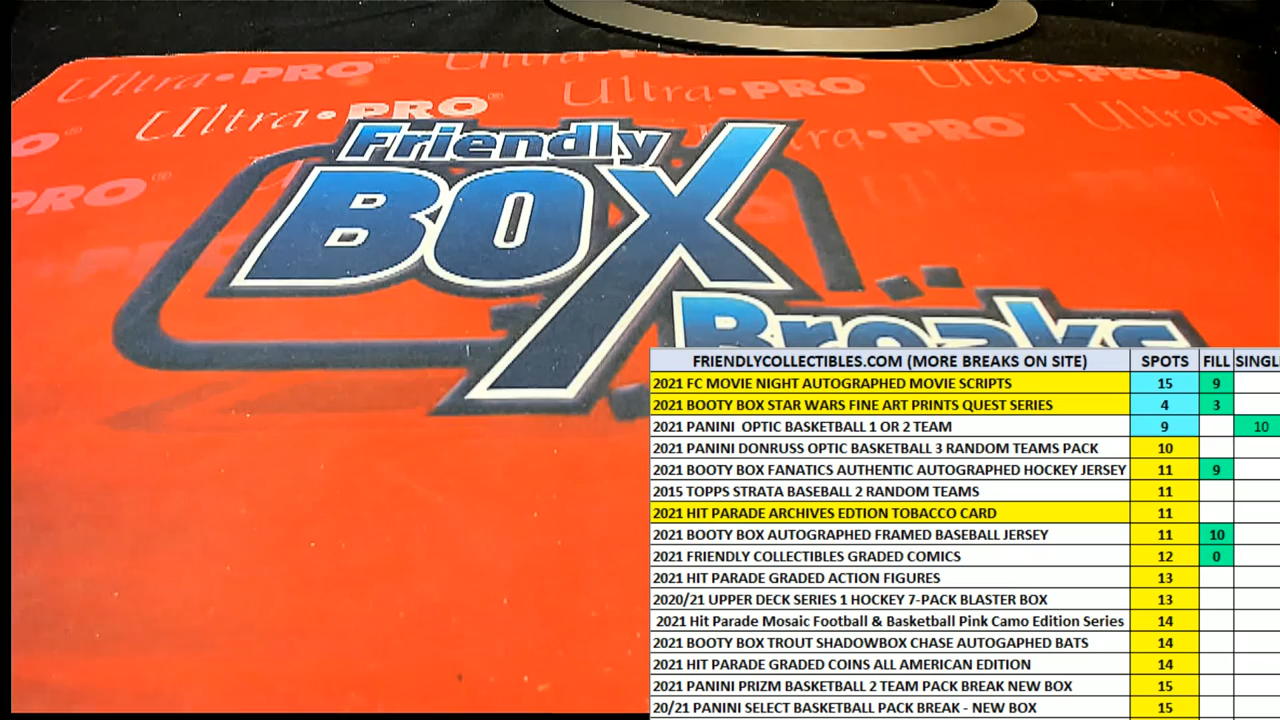 Ultra•PRO®
Ultra•PRO
Ultra•PRO
Ultra•PRO®
Ultra•PRO®
PRO
PRO®
Friendly
BOX
Breaks
FRIENDLYCOLLECTIBLES.COM (MORE BREAKS ON SITE) SPOTS FILL SINGL
2021 FC MOVIE NIGHT AUTOGRAPHED MOVIE SCRIPTS 15 9
2021 BOOTY BOX STAR WARS FINE ART PRINTS QUEST SERIES 4 3
2021 PANINI OPTIC BASKETBALL 1 OR 2 TEAM 9 10
2021 PANINI DONRUSS OPTIC BASKETBALL 3 RANDOM TEAMS PACK 10
2021 BOOTY BOX FANATICS AUTHENTIC AUTOGRAPHED HOCKEY JERSEY 11 9
2015 TOPPS STRATA BASEBALL 2 RANDOM TEAMS 11
2021 HIT PARADE ARCHIVES EDTION TOBACCO CARD 11
2021 BOOTY BOX AUTOGRAPHED FRAMED BASEBALL JERSEY 11 10
2021 FRIENDLY COLLECTIBLES GRADED COMICS 12 0
2021 HIT PARADE GRADED ACTION FIGURES 13
2020/21 UPPER DECK SERIES 1 HOCKEY 7-PACK BLASTER BOX 13
2021 Hit Parade Mosaic Football & Basketball Pink Camo Edition Series 14
2021 BOOTY BOX TROUT SHADOWBOX CHASE AUTOGAPHED BATS 14
2021 HIT PARADE GRADED COINS ALL AMERICAN EDITION 14
2021 PANINI PRIZM BASKETBALL 2 TEAM PACK BREAK NEW BOX 15
20/21 PANINI SELECT BASKETBALL PACK BREAK - NEW BOX 15